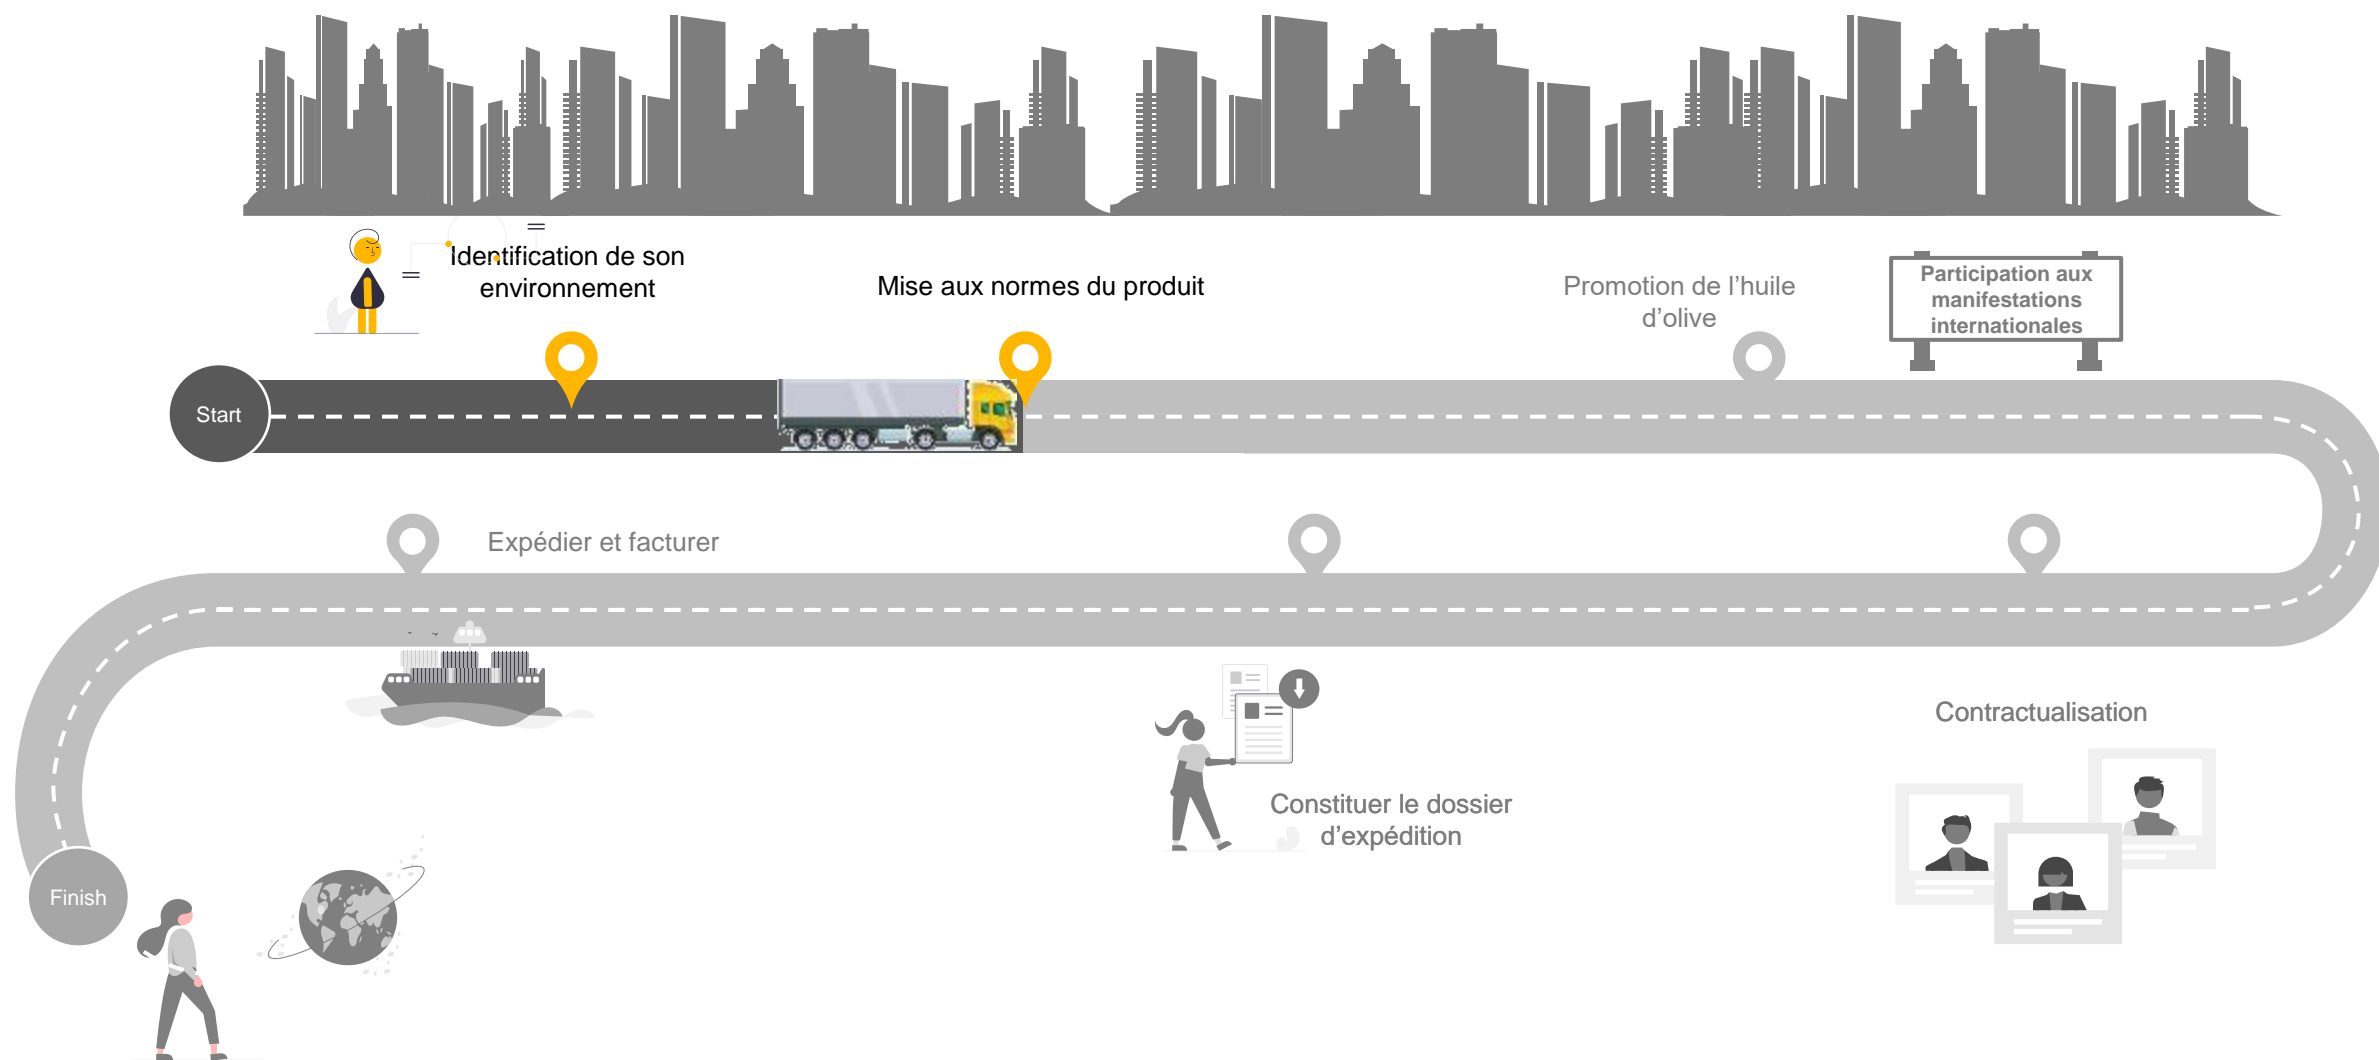 Identification de son
environnement
Mise aux normes du produit
Promotion de l’huile
d’olive
Participation aux
manifestations
internationales
Start
Expédier et facturer
Contractualisation
Constituer le dossier
d’expédition
Finish